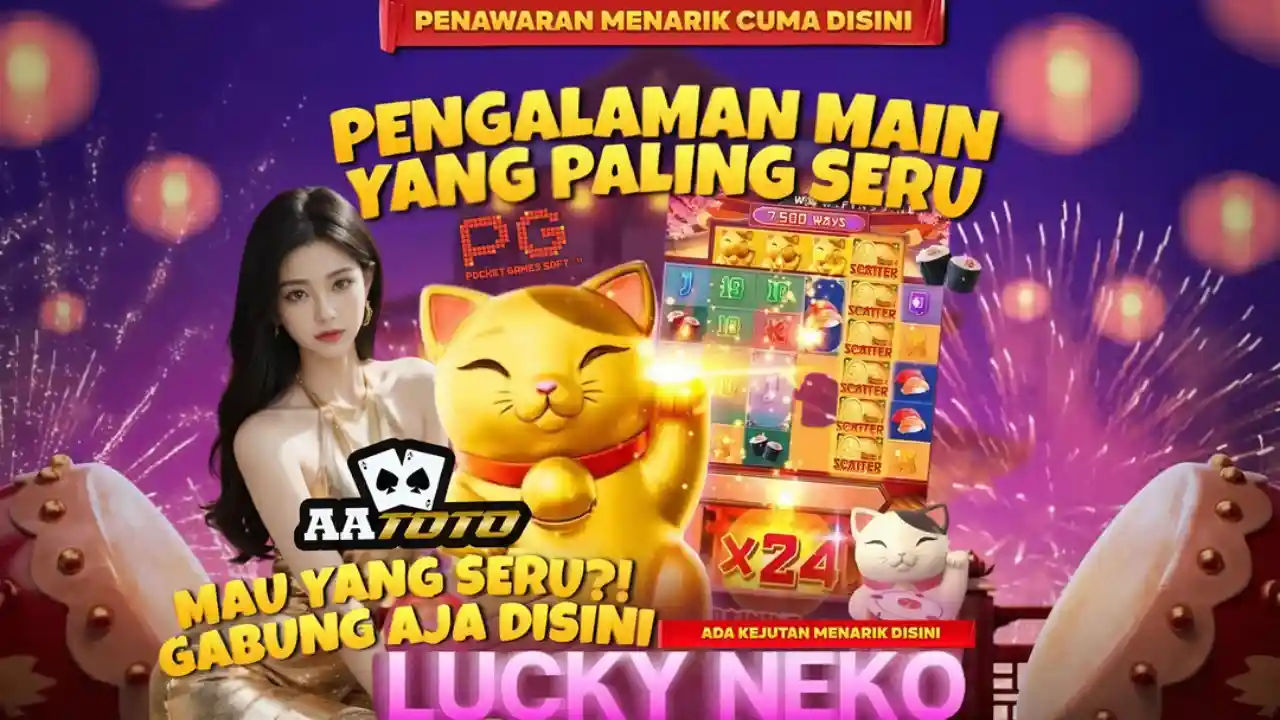 PENAWARAN MENARIK CUMA DISINI
PENGALAMAN MAIN
YANG PALING SERU
PG
POCKET GAMES SOFT
7,500 WAYS
SCATTER
SCATTER
SCATTER
SCATTER
SCATTER
SCATTER
J
10
K
X24
AATOTO
MAU YANG SERU?!
GABUNG AJA DISINI
ADA KEJUTAN MENARIK DISINI
LUCKY NEKO